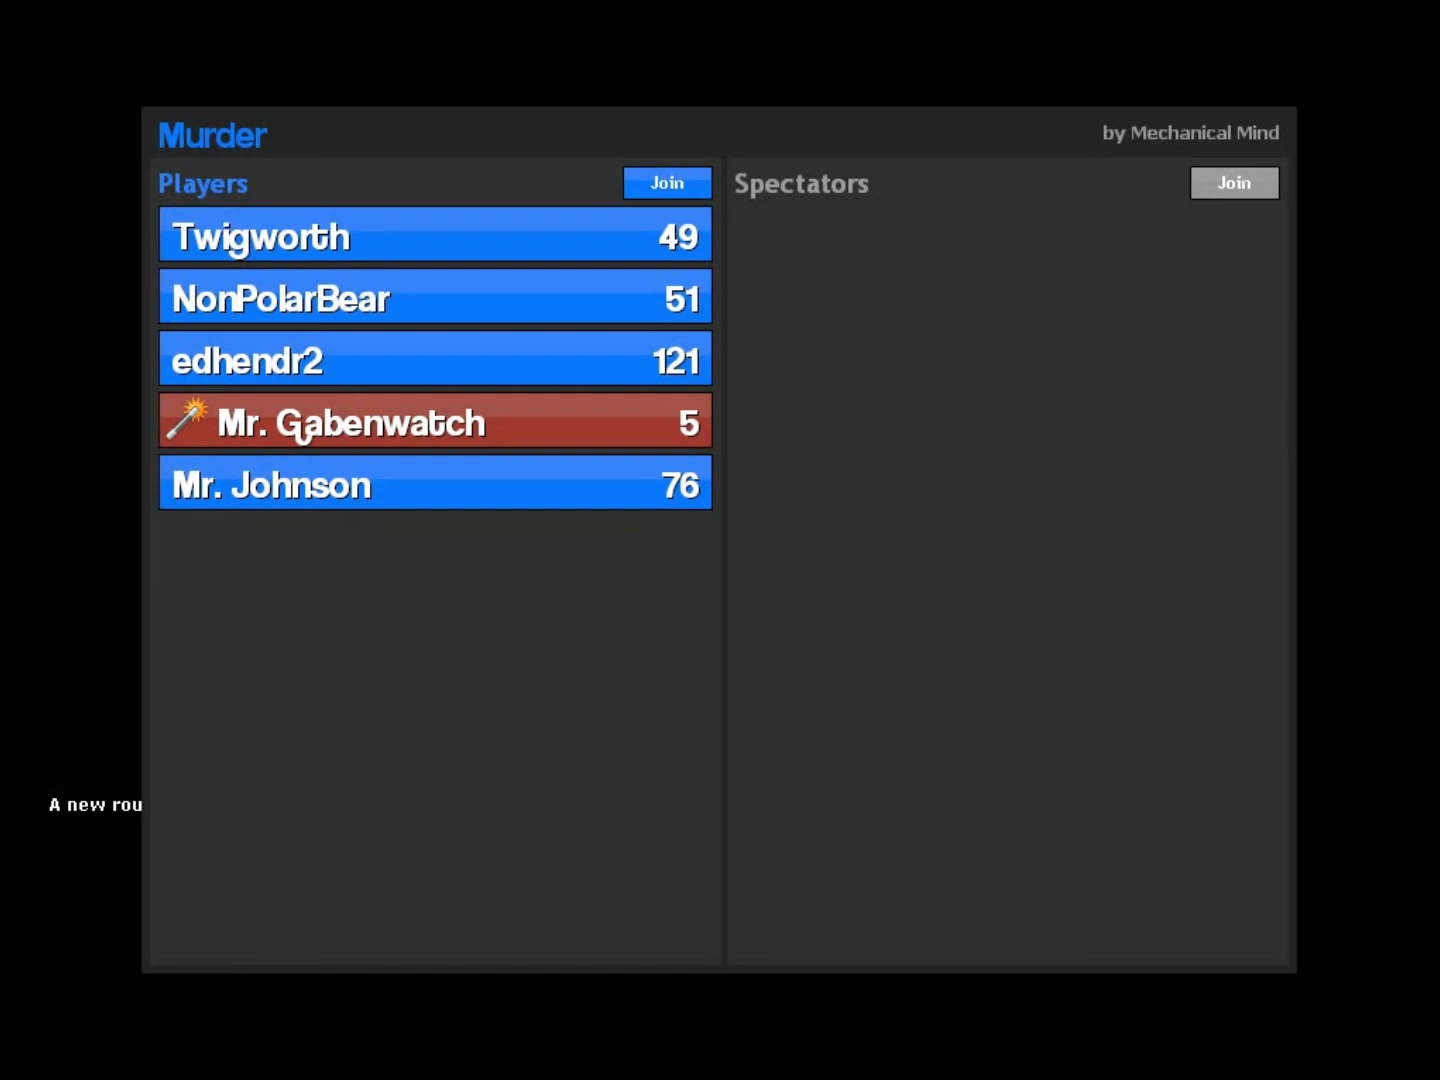 Murder
by Mechanical Mind
Players
Join
Spectators
Join
Twigworth 49
NonPolarBear 51
edhendr2 121
Mr. Gabenwatch 5
Mr. Johnson 76
A new rou